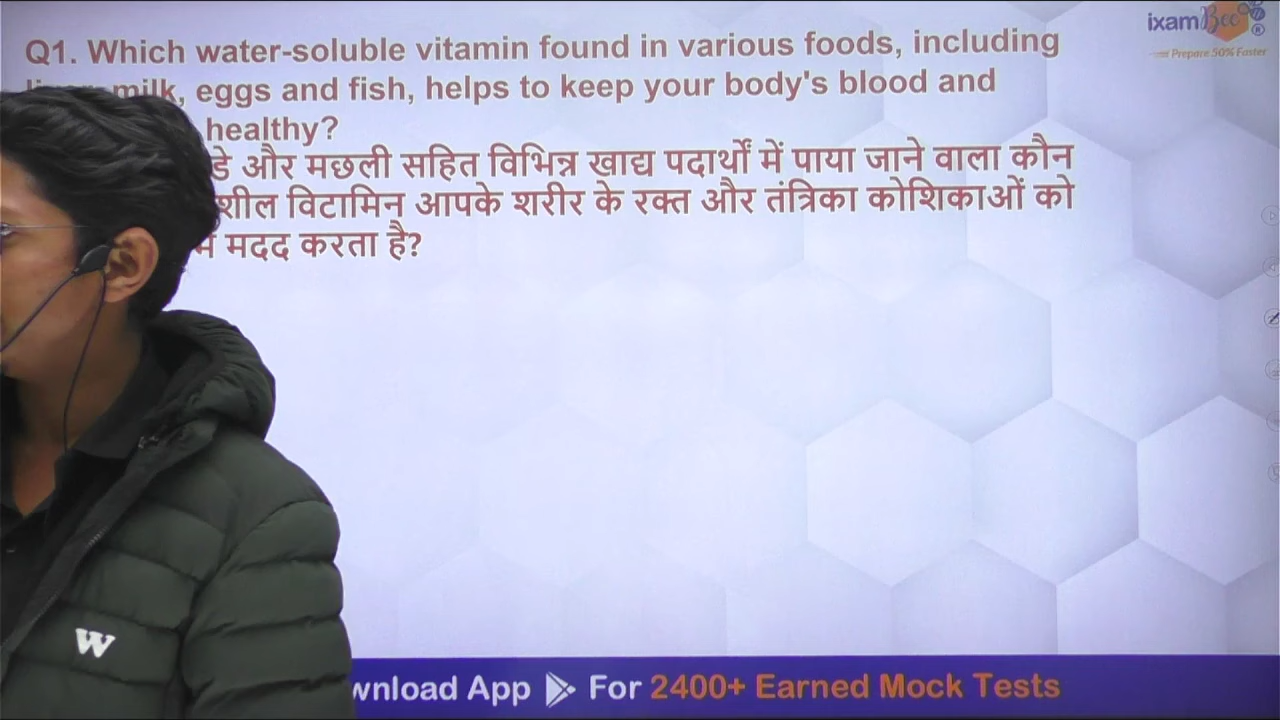 ixamBee
Prepare 50% Faster
Q1. Which water-soluble vitamin found in various foods, including
milk, eggs and fish, helps to keep your body's blood and
healthy?
और मछली सहित विभिन्न खाद्य पदार्थों में पाया जाने वाला कौन
विटामिन आपके शरीर के रक्त और तंत्रिका कोशिकाओं को
मदद करता है?
App For 2400+ Earned Mock Tests
W